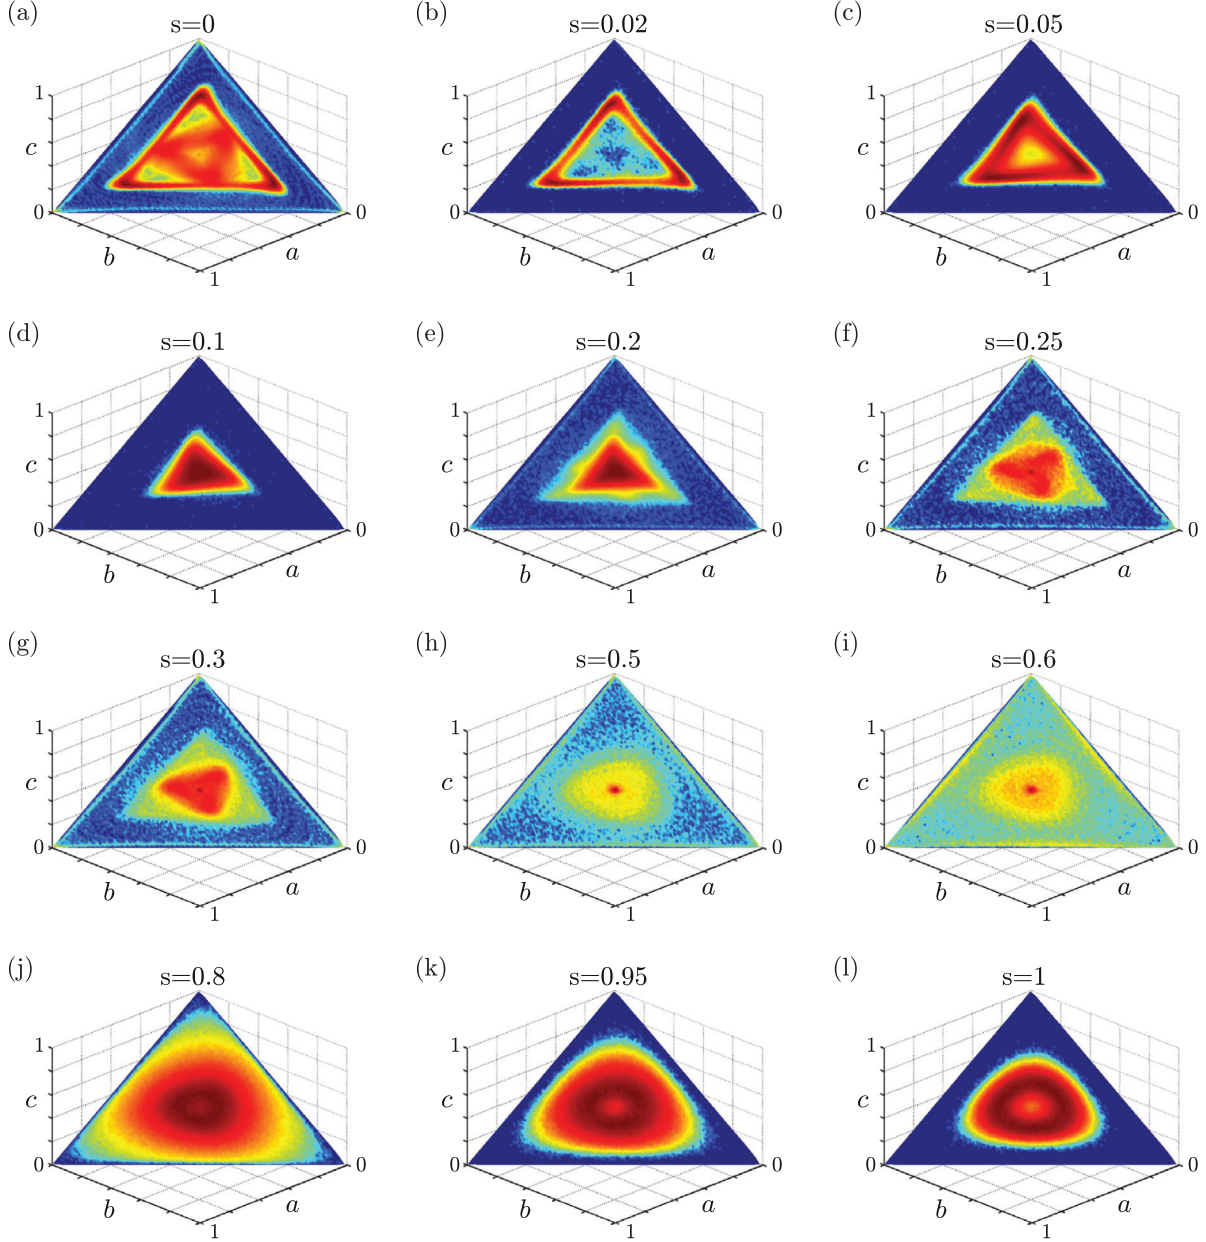 (a) (b) (c)
s=0 s=0.02 s=0.05
1 1 1
c c c
0 0 0 0 0 0
b a b a b a
1 1 1
(d) (e) (f)
s=0.1 s=0.2 s=0.25
1 1 1
c c c
0 0 0 0 0 0
b a b a b a
1 1 1
(g) (h) (i)
s=0.3 s=0.5 s=0.6
1 1 1
c c c
0 0 0 0 0 0
b a b a b a
1 1 1
(j) (k) (l)
s=0.8 s=0.95 s=1
1 1 1
c c c
0 0 0 0 0 0
b a b a b a
1 1 1